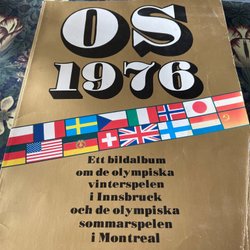 OS
1976
Ett bildalbum
om de olympiska
vinterspelen
i Innsbruck
och de olympiska
sommarspelen
i Montreal